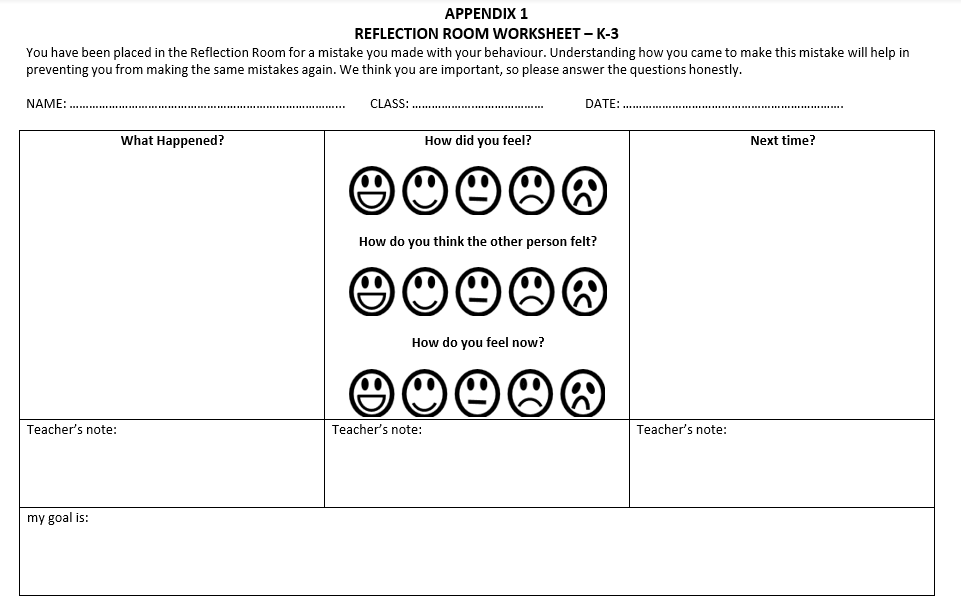 APPENDIX 1
REFLECTION ROOM WORKSHEET – K-3
You have been placed in the Reflection Room for a mistake you made with your behaviour. Understanding how you came to make this mistake will help in
preventing you from making the same mistakes again. We think you are important, so please answer the questions honestly.
NAME: ………………………………………………………………………... CLASS: …………………………………. DATE: ………………………………………………………….
What Happened?
How did you feel?
How do you think the other person felt?
How do you feel now?
Next time?
Teacher’s note:
Teacher’s note:
Teacher’s note:
my goal is: